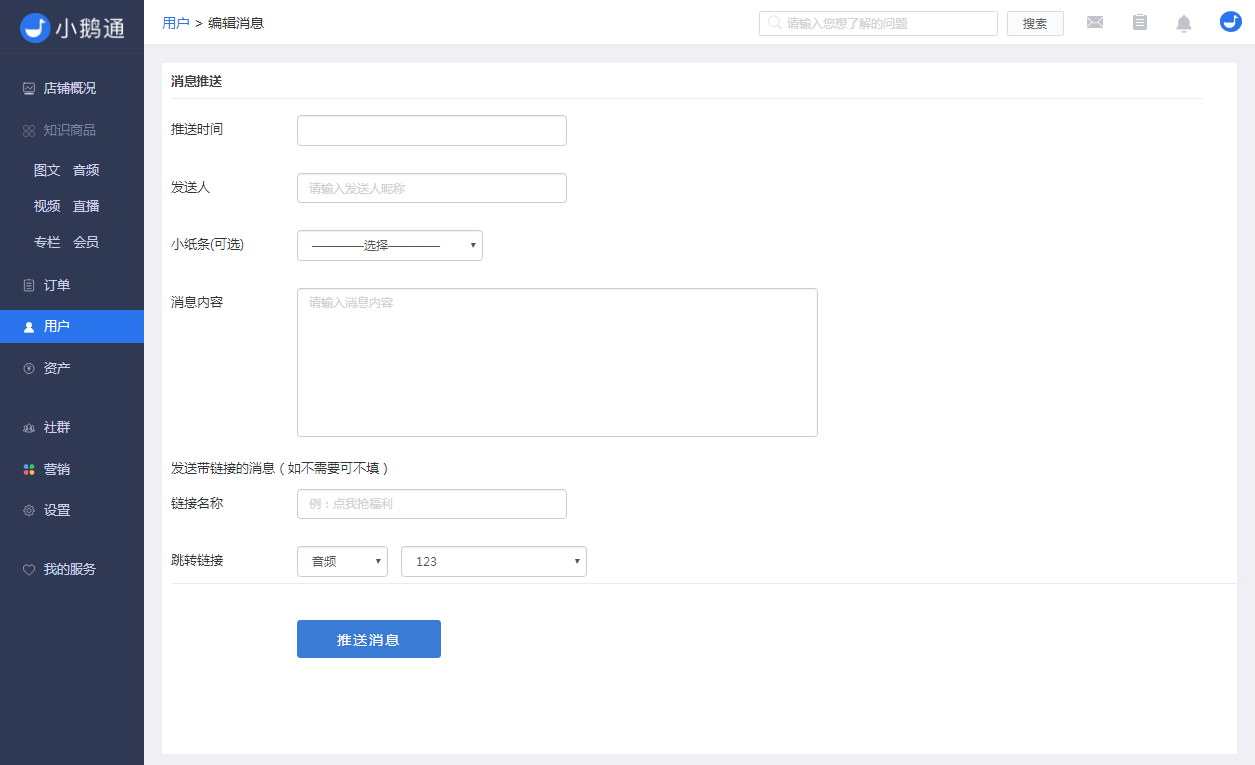 小鹅通
用户 > 编辑消息
请输入您想了解的问题
搜索
店铺概况
知识商品
图文 音频
视频 直播
专栏 会员
订单
用户
资产
社群
营销
设置
我的服务
消息推送
推送时间
发送人
请输入发送人昵称
小纸条(可选)
————选择————
消息内容
请输入消息内容
发送带链接的消息（如不需要可不填）
链接名称
例：点我抢福利
跳转链接
音频
123
推送消息